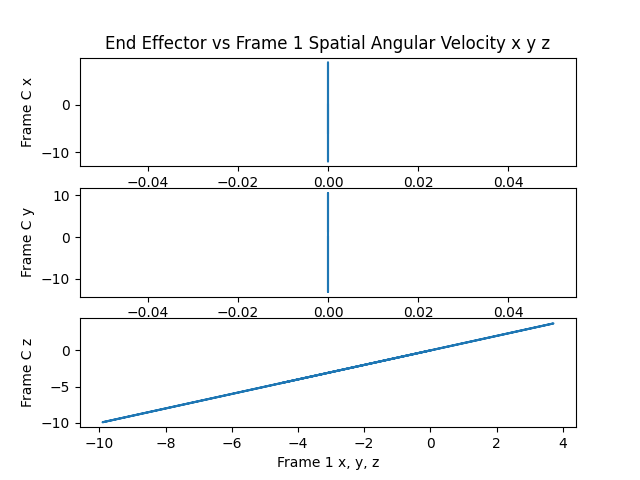 End Effector vs Frame 1 Spatial Angular Velocity x y z
Frame C x
0
−10
−0.04 −0.02 0.00 0.02 0.04
Frame C y
10
0
−10
−0.04 −0.02 0.00 0.02 0.04
Frame C z
0
−5
−10
−10 −8 −6 −4 −2 0 2 4
Frame 1 x, y, z